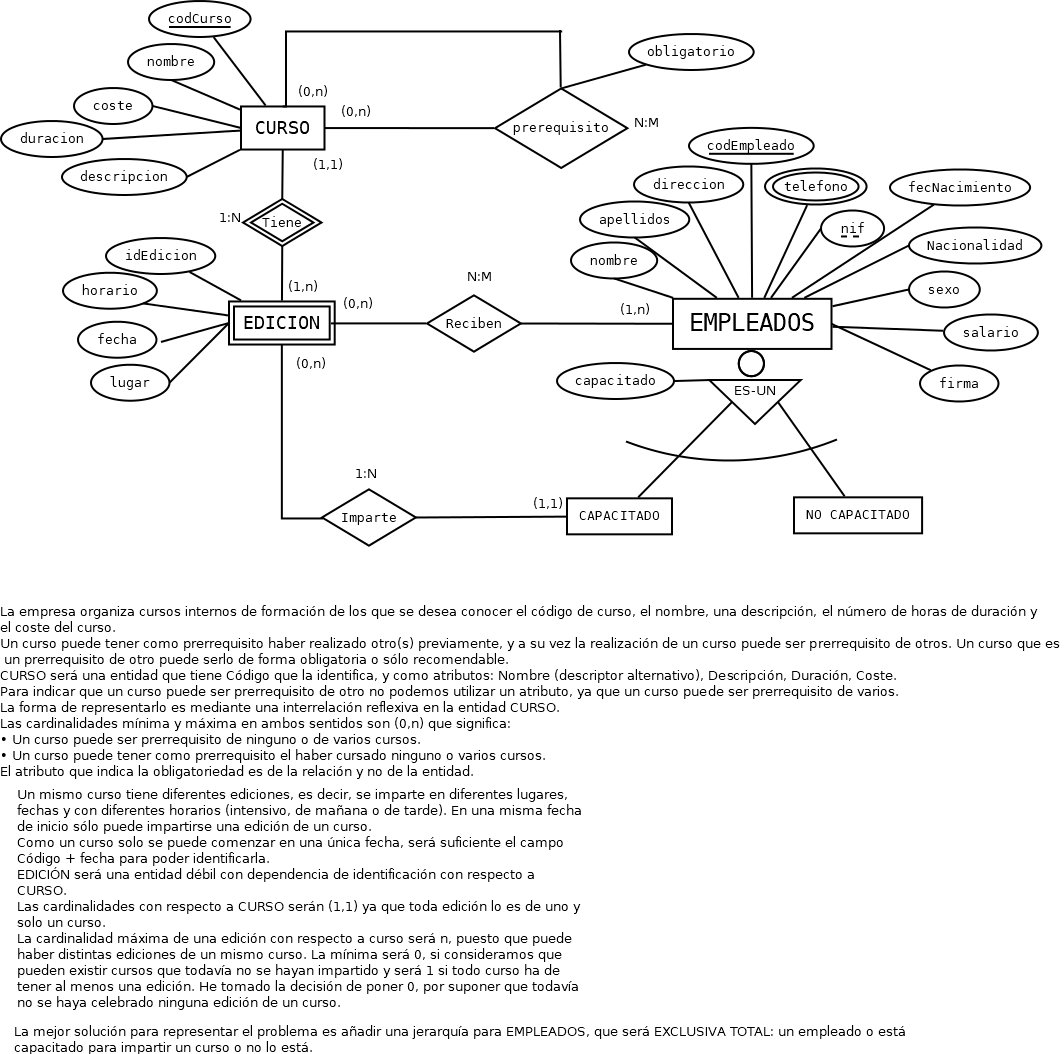 codCurso
nombre
coste
duracion
descripcion
CURSO
(0,n)
(0,n)
(1,1)
prerequisito
N:M
obligatorio
1:N
Tiene
idEdicion
horario
fecha
lugar
(1,n)
EDICION
(0,n)
(0,n)
N:M
Reciben
(1,n)
codEmpleado
direccion
telefono
fecNacimiento
apellidos
nif
nombre
Nacionalidad
sexo
salario
firma
EMPLEADOS
capacitado
ES-UN
1:N
Imparte
(1,1)
CAPACITADO
NO CAPACITADO
La empresa organiza cursos internos de formación de los que se desea conocer el código de curso, el nombre, una descripción, el número de horas de duración y
el coste del curso.
Un curso puede tener como prerrequisito haber realizado otro(s) previamente, y a su vez la realización de un curso puede ser prerrequisito de otros. Un curso que es
un prerrequisito de otro puede serlo de forma obligatoria o sólo recomendable.
CURSO será una entidad que tiene Código que la identifica, y como atributos: Nombre (descriptor alternativo), Descripción, Duración, Coste.
Para indicar que un curso puede ser prerrequisito de otro no podemos utilizar un atributo, ya que un curso puede ser prerrequisito de varios.
La forma de representarlo es mediante una interrelación reflexiva en la entidad CURSO.
Las cardinalidades mínima y máxima en ambos sentidos son (0,n) que significa:
• Un curso puede ser prerrequisito de ninguno o de varios cursos.
• Un curso puede tener como prerrequisito el haber cursado ninguno o varios cursos.
El atributo que indica la obligatoriedad es de la relación y no de la entidad.
Un mismo curso tiene diferentes ediciones, es decir, se imparte en diferentes lugares,
fechas y con diferentes horarios (intensivo, de mañana o de tarde). En una misma fecha
de inicio sólo puede impartirse una edición de un curso.
Como un curso solo se puede comenzar en una única fecha, será suficiente el campo
Código + fecha para poder identificarla.
EDICIÓN será una entidad débil con dependencia de identificación con respecto a
CURSO.
Las cardinalidades con respecto a CURSO serán (1,1) ya que toda edición lo es de uno y
solo un curso.
La cardinalidad máxima de una edición con respecto a curso será n, puesto que puede
haber distintas ediciones de un mismo curso. La mínima será 0, si consideramos que
pueden existir cursos que todavía no se hayan impartido y será 1 si todo curso ha de
tener al menos una edición. He tomado la decisión de poner 0, por suponer que todavía
no se haya celebrado ninguna edición de un curso.
La mejor solución para representar el problema es añadir una jerarquía para EMPLEADOS, que será EXCLUSIVA TOTAL: un empleado o está
capacitado para impartir un curso o no lo está.